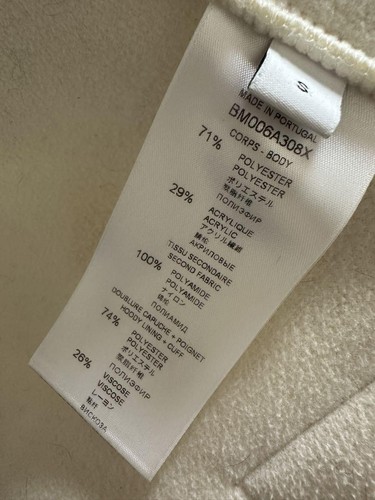 S
MADE IN PORTUGAL
BM006A308X
CORPS - BODY
71%
POLYESTER
POLYESTER
ポリエステル
聚脂纤维
ПОЛИЭФИР
29%
ACRYLIQUE
ACRYLIC
アクリル繊維
腈纶
АКРИЛОВЫЕ
TISSU SECONDAIRE
SECOND FABRIC
100%
POLYAMIDE
POLYAMIDE
ナイロン
锦纶
ПОЛИАМИД
DOUBLURE CAPUCHE + POIGNET
HOODY LINING + CUFF
74%
POLYESTER
POLYESTER
ポリエステル
聚脂纤维
ПОЛИЭФИР
26%
VISCOSE
VISCOSE
レーヨン
粘纤
ВИСКОЗА